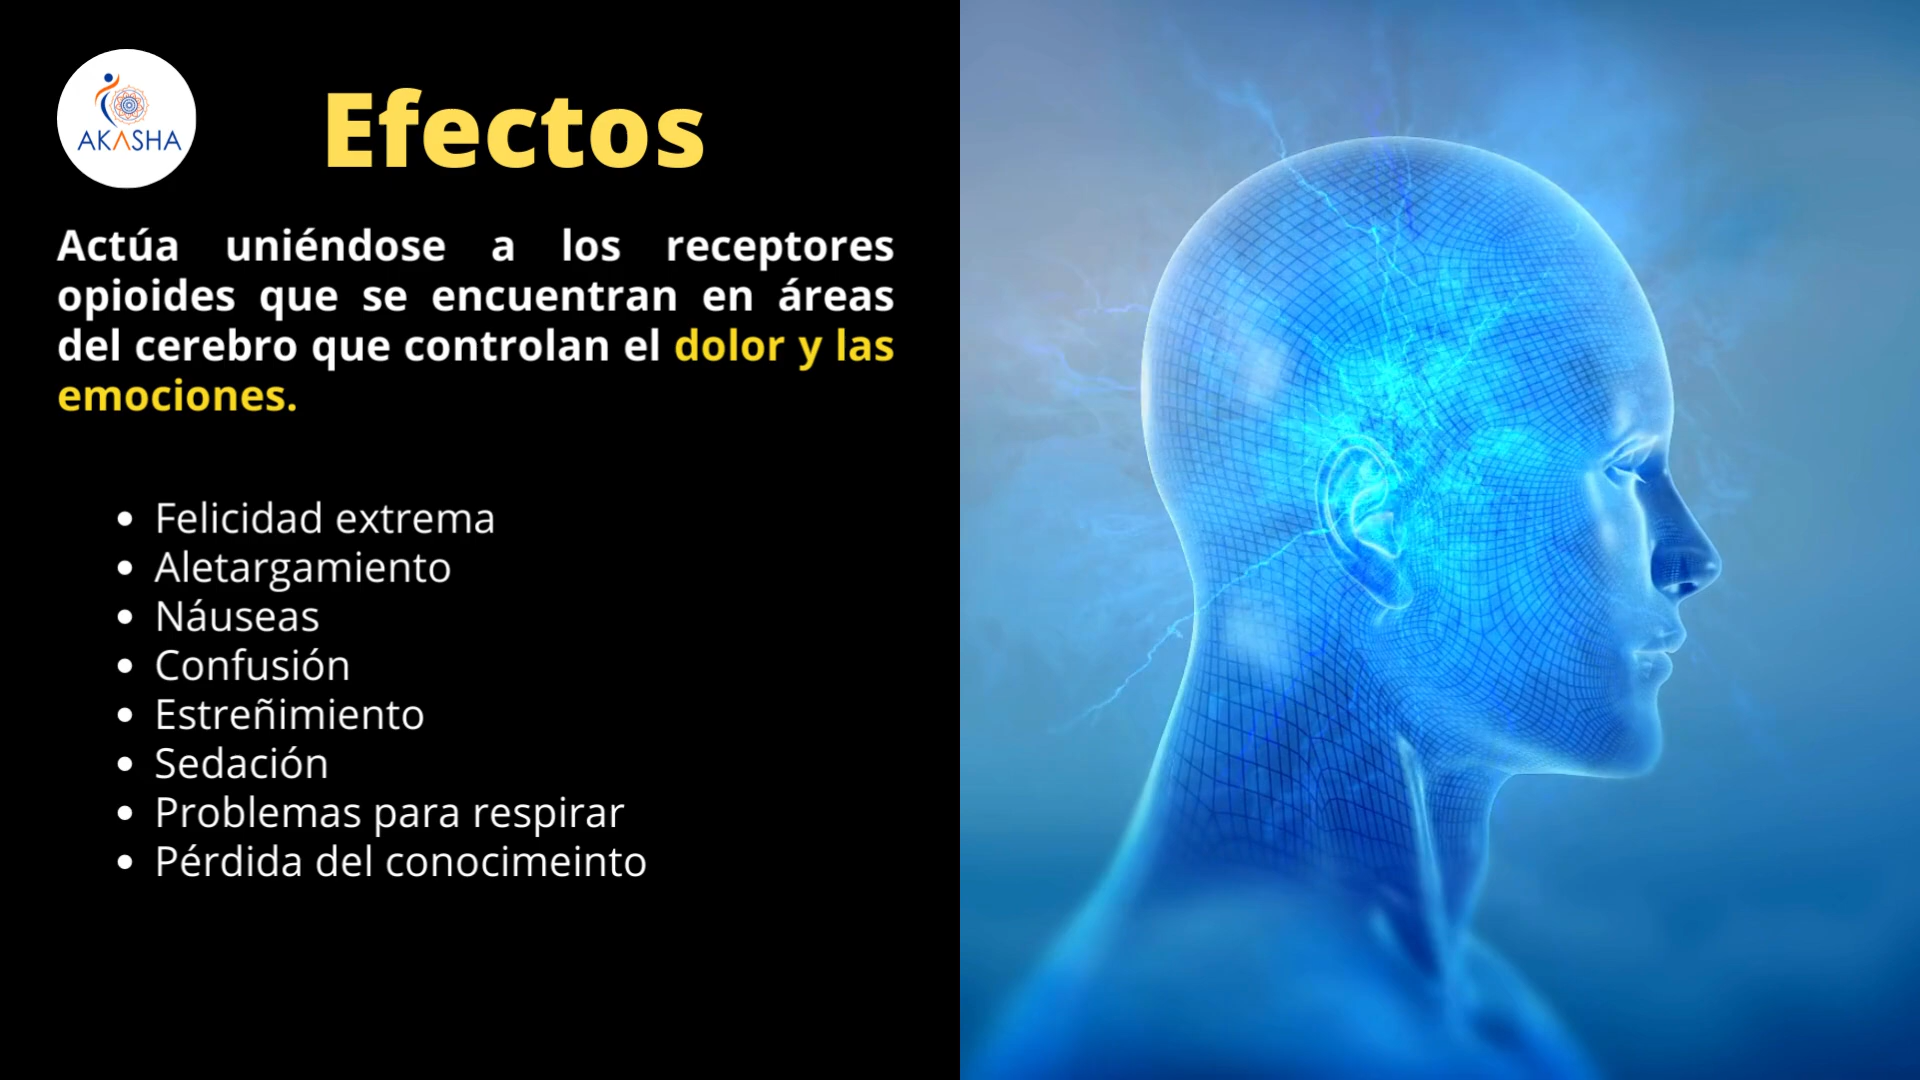 AKASHA
Efectos
Actúa uniéndose a los receptores
opioides que se encuentran en áreas
del cerebro que controlan el dolor y las
emociones.
• Felicidad extrema
• Aletargamiento
• Náuseas
• Confusión
• Estreñimiento
• Sedación
• Problemas para respirar
• Pérdida del conocimeinto